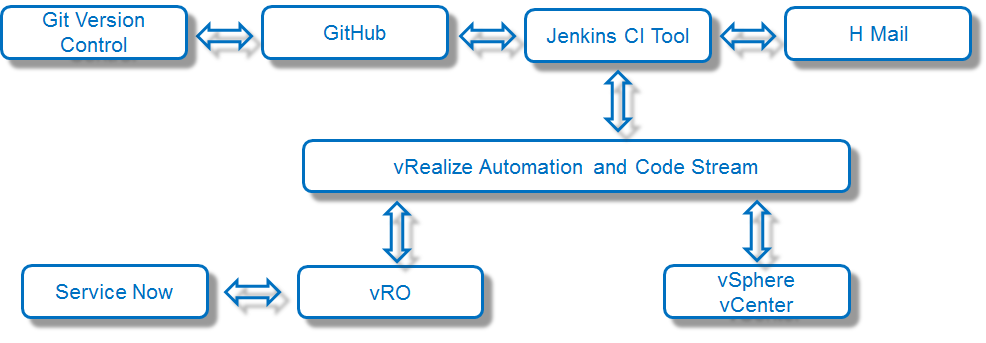 Git Version
Control
GitHub
Jenkins CI Tool
H Mail
vRealize Automation and Code Stream
Service Now
vRO
vSphere
vCenter